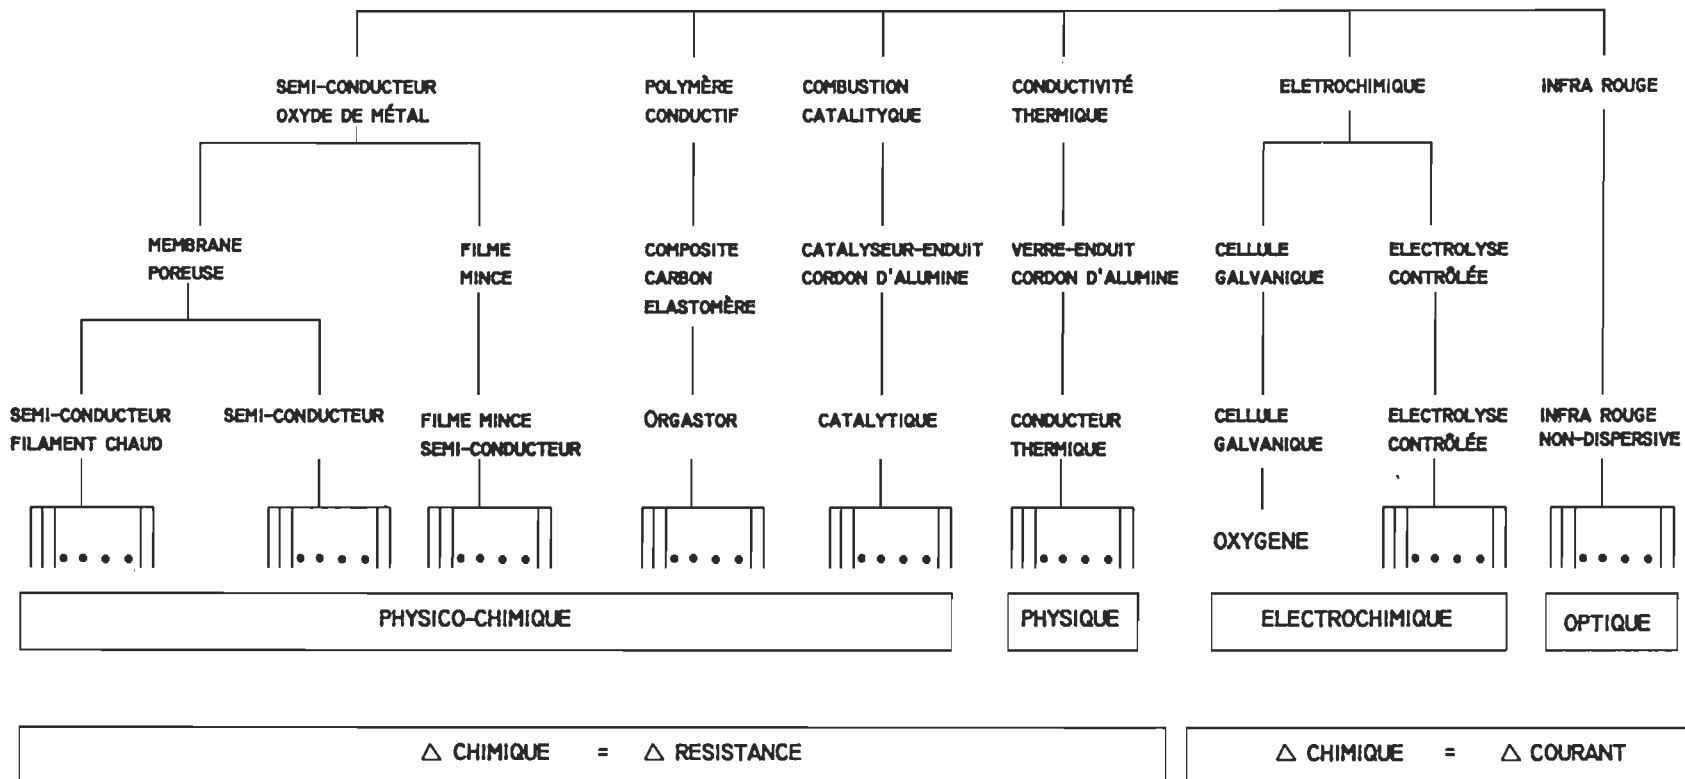 SEMI-CONDUCTEUR
OXYDE DE MÉTAL
POLYMÈRE
CONDUCTIF
COMBUSTION
CATALITYQUE
CONDUCTIVITÉ
THERMIQUE
ELETROCHIMIQUE
INFRA ROUGE
MEMBRANE
POREUSE
FILME
MINCE
COMPOSITE
CARBON
ELASTOMÈRE
CATALYSEUR-ENDUIT
CORDON D'ALUMINE
VERRE-ENDUIT
CORDON D'ALUMINE
CELLULE
GALVANIQUE
ELECTROLYSE
CONTRÔLÉE
SEMI-CONDUCTEUR
FILAMENT CHAUD
SEMI-CONDUCTEUR
FILME MINCE
SEMI-CONDUCTEUR
ORGASTOR
CATALYTIQUE
CONDUCTEUR
THERMIQUE
CELLULE
GALVANIQUE
ELECTROLYSE
CONTRÔLÉE
INFRA ROUGE
NON-DISPERSIVE
OXYGENE
PHYSICO-CHIMIQUE
PHYSIQUE
ELECTROCHIMIQUE
OPTIQUE
△ CHIMIQUE = △ RESISTANCE
△ CHIMIQUE = △ COURANT